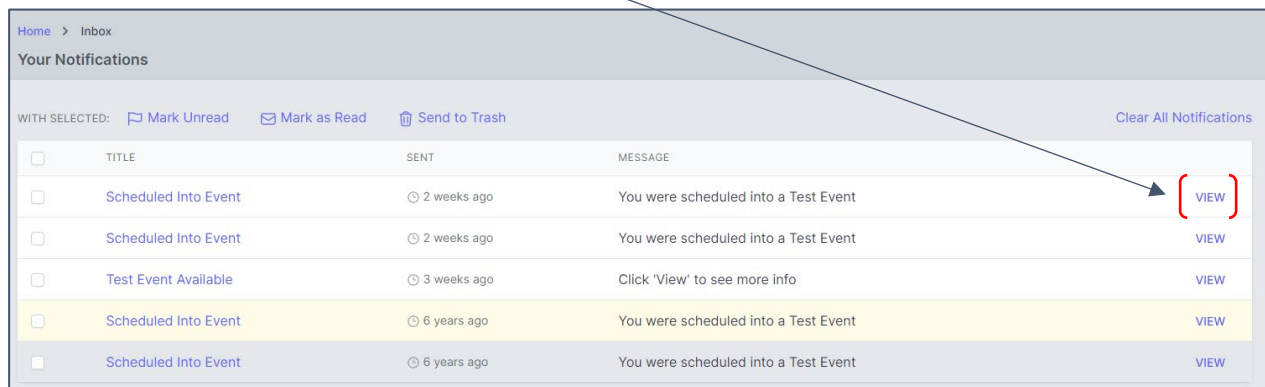 Home > Inbox
Your Notifications
WITH SELECTED: Mark Unread Mark as Read Send to Trash Clear All Notifications
TITLE SENT MESSAGE
Scheduled Into Event 2 weeks ago You were scheduled into a Test Event VIEW
Scheduled Into Event 2 weeks ago You were scheduled into a Test Event VIEW
Test Event Available 3 weeks ago Click 'View' to see more info VIEW
Scheduled Into Event 6 years ago You were scheduled into a Test Event VIEW
Scheduled Into Event 6 years ago You were scheduled into a Test Event VIEW